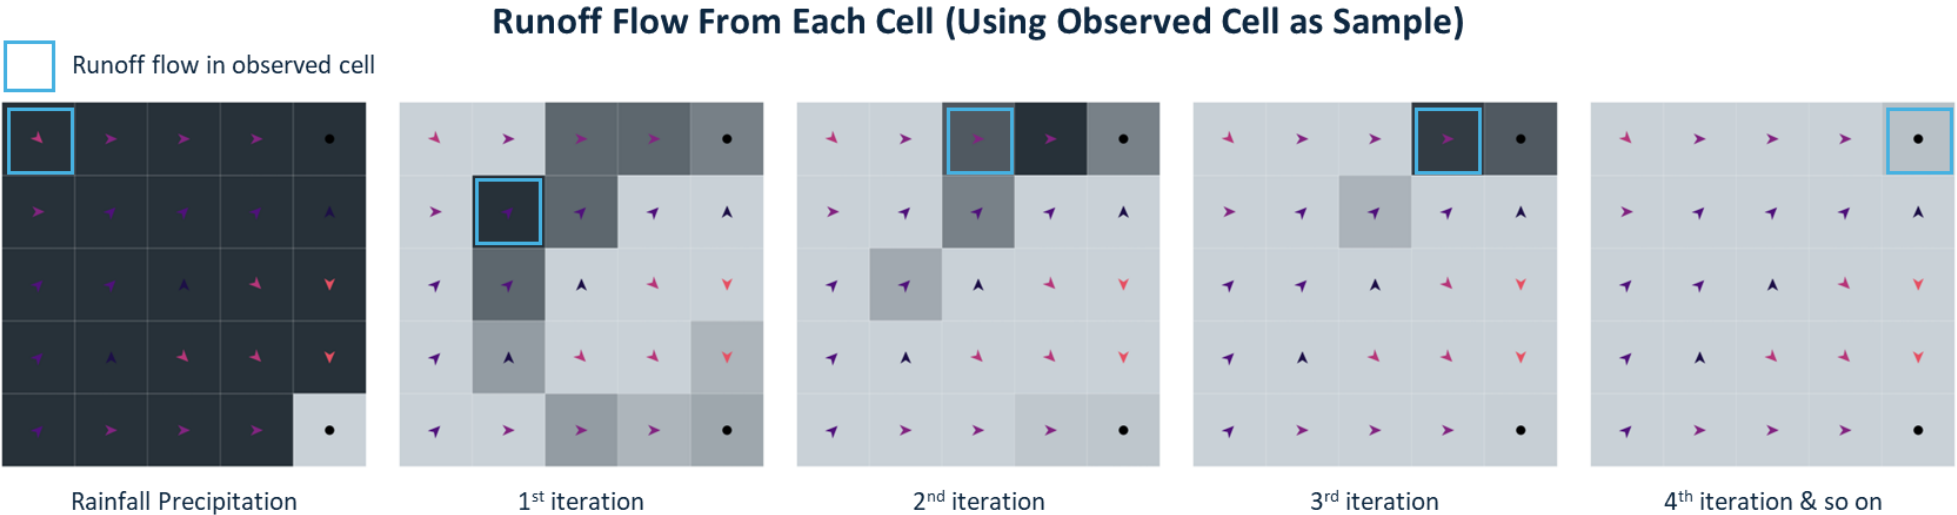 Runoff Flow From Each Cell (Using Observed Cell as Sample)
Runoff flow in observed cell
Rainfall Precipitation
1st iteration
2nd iteration
3rd iteration
4th iteration & so on